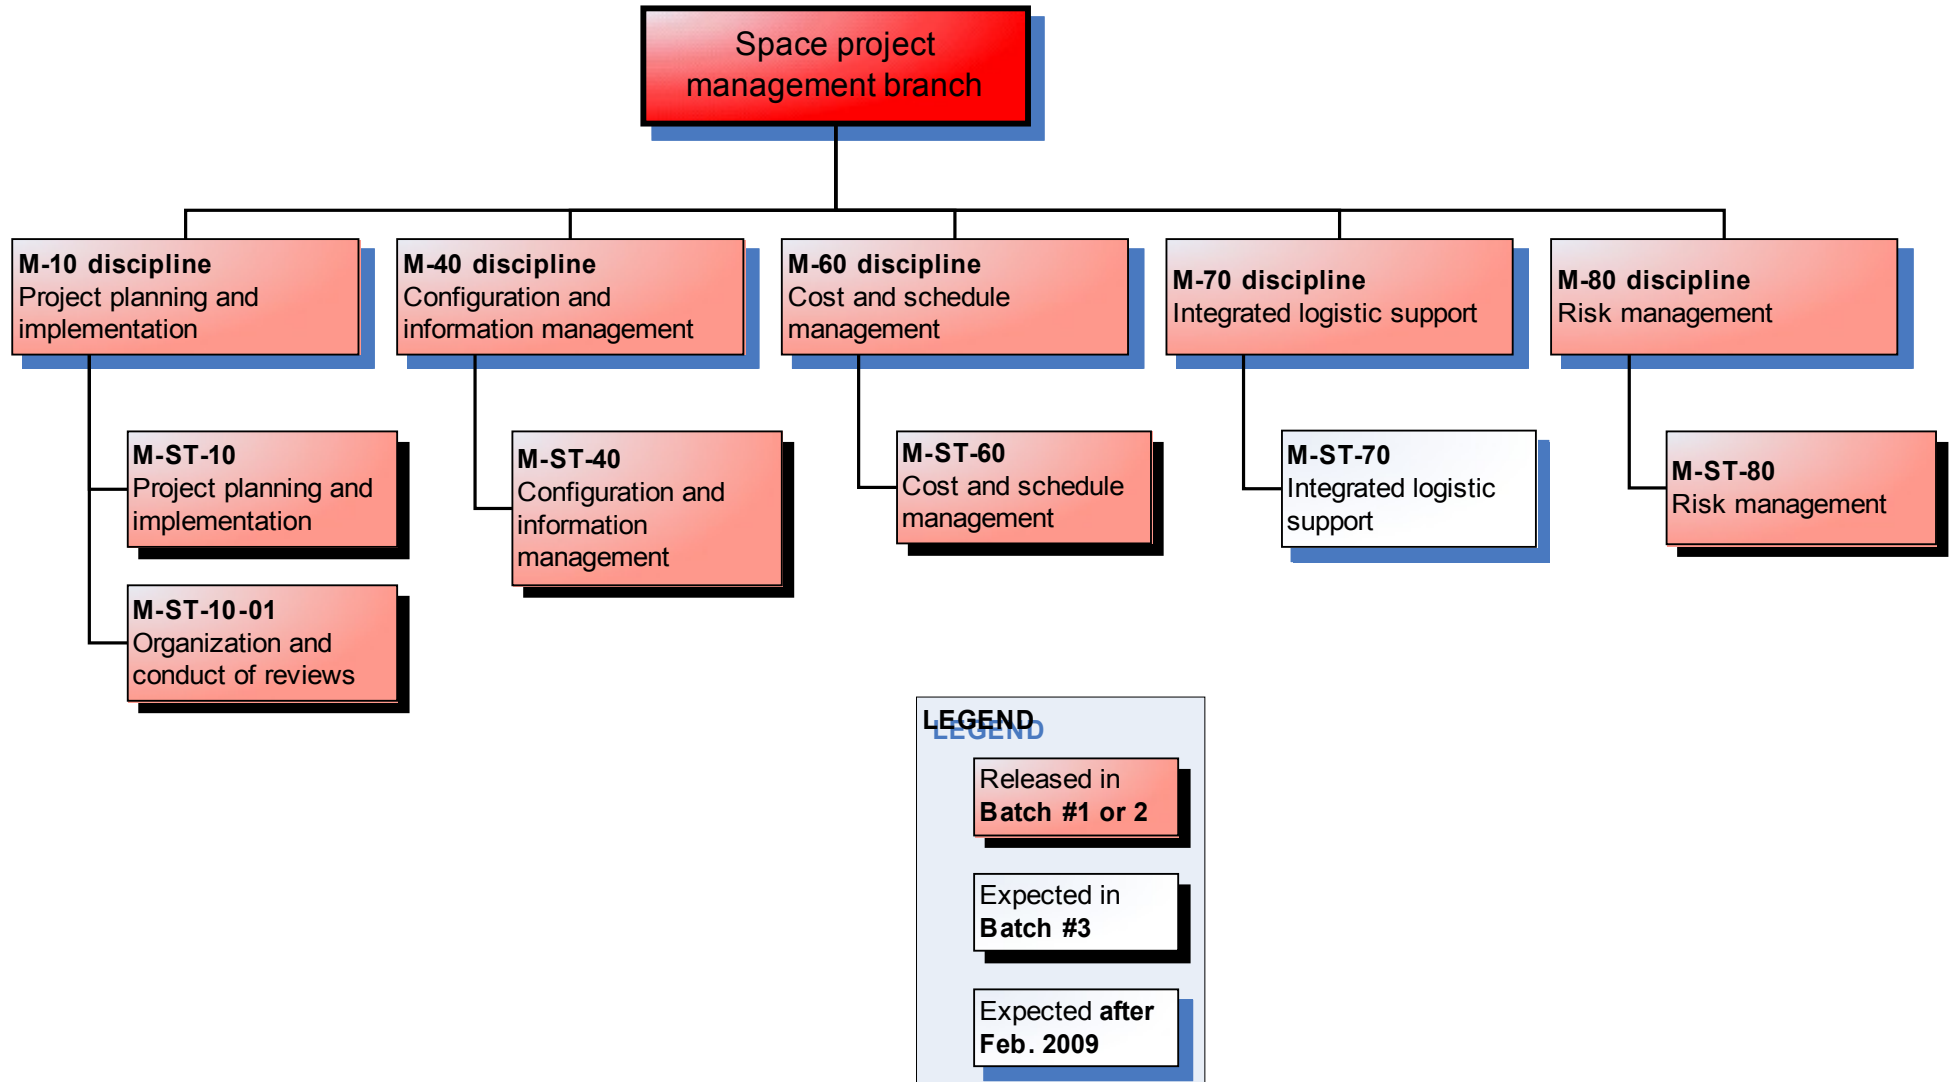 Space project
management branch
M-10 discipline
Project planning and
implementation
M-40 discipline
Configuration and
information management
M-60 discipline
Cost and schedule
management
M-70 discipline
Integrated logistic support
M-80 discipline
Risk management
M-ST-10
Project planning and
implementation
M-ST-10-01
Organization and
conduct of reviews
M-ST-40
Configuration and
information
management
M-ST-60
Cost and schedule
management
M-ST-70
Integrated logistic
support
M-ST-80
Risk management
LEGEND
LEGEND
Released in
Batch #1 or 2
Expected in
Batch #3
Expected after
Feb. 2009